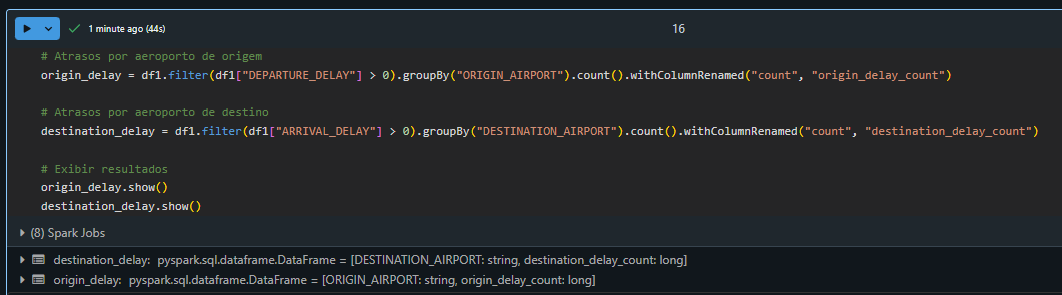 1 minute ago (44s)
16
# Atrasos por aeroporto de origem
origin_delay = df1.filter(df1["DEPARTURE_DELAY"] > 0).groupBy("ORIGIN_AIRPORT").count().withColumnRenamed("count", "origin_delay_count")
# Atrasos por aeroporto de destino
destination_delay = df1.filter(df1["ARRIVAL_DELAY"] > 0).groupBy("DESTINATION_AIRPORT").count().withColumnRenamed("count", "destination_delay_count")
# Exibir resultados
origin_delay.show()
destination_delay.show()
(8) Spark Jobs
destination_delay: pyspark.sql.dataframe.DataFrame = [DESTINATION_AIRPORT: string, destination_delay_count: long]
origin_delay: pyspark.sql.dataframe.DataFrame = [ORIGIN_AIRPORT: string, origin_delay_count: long]